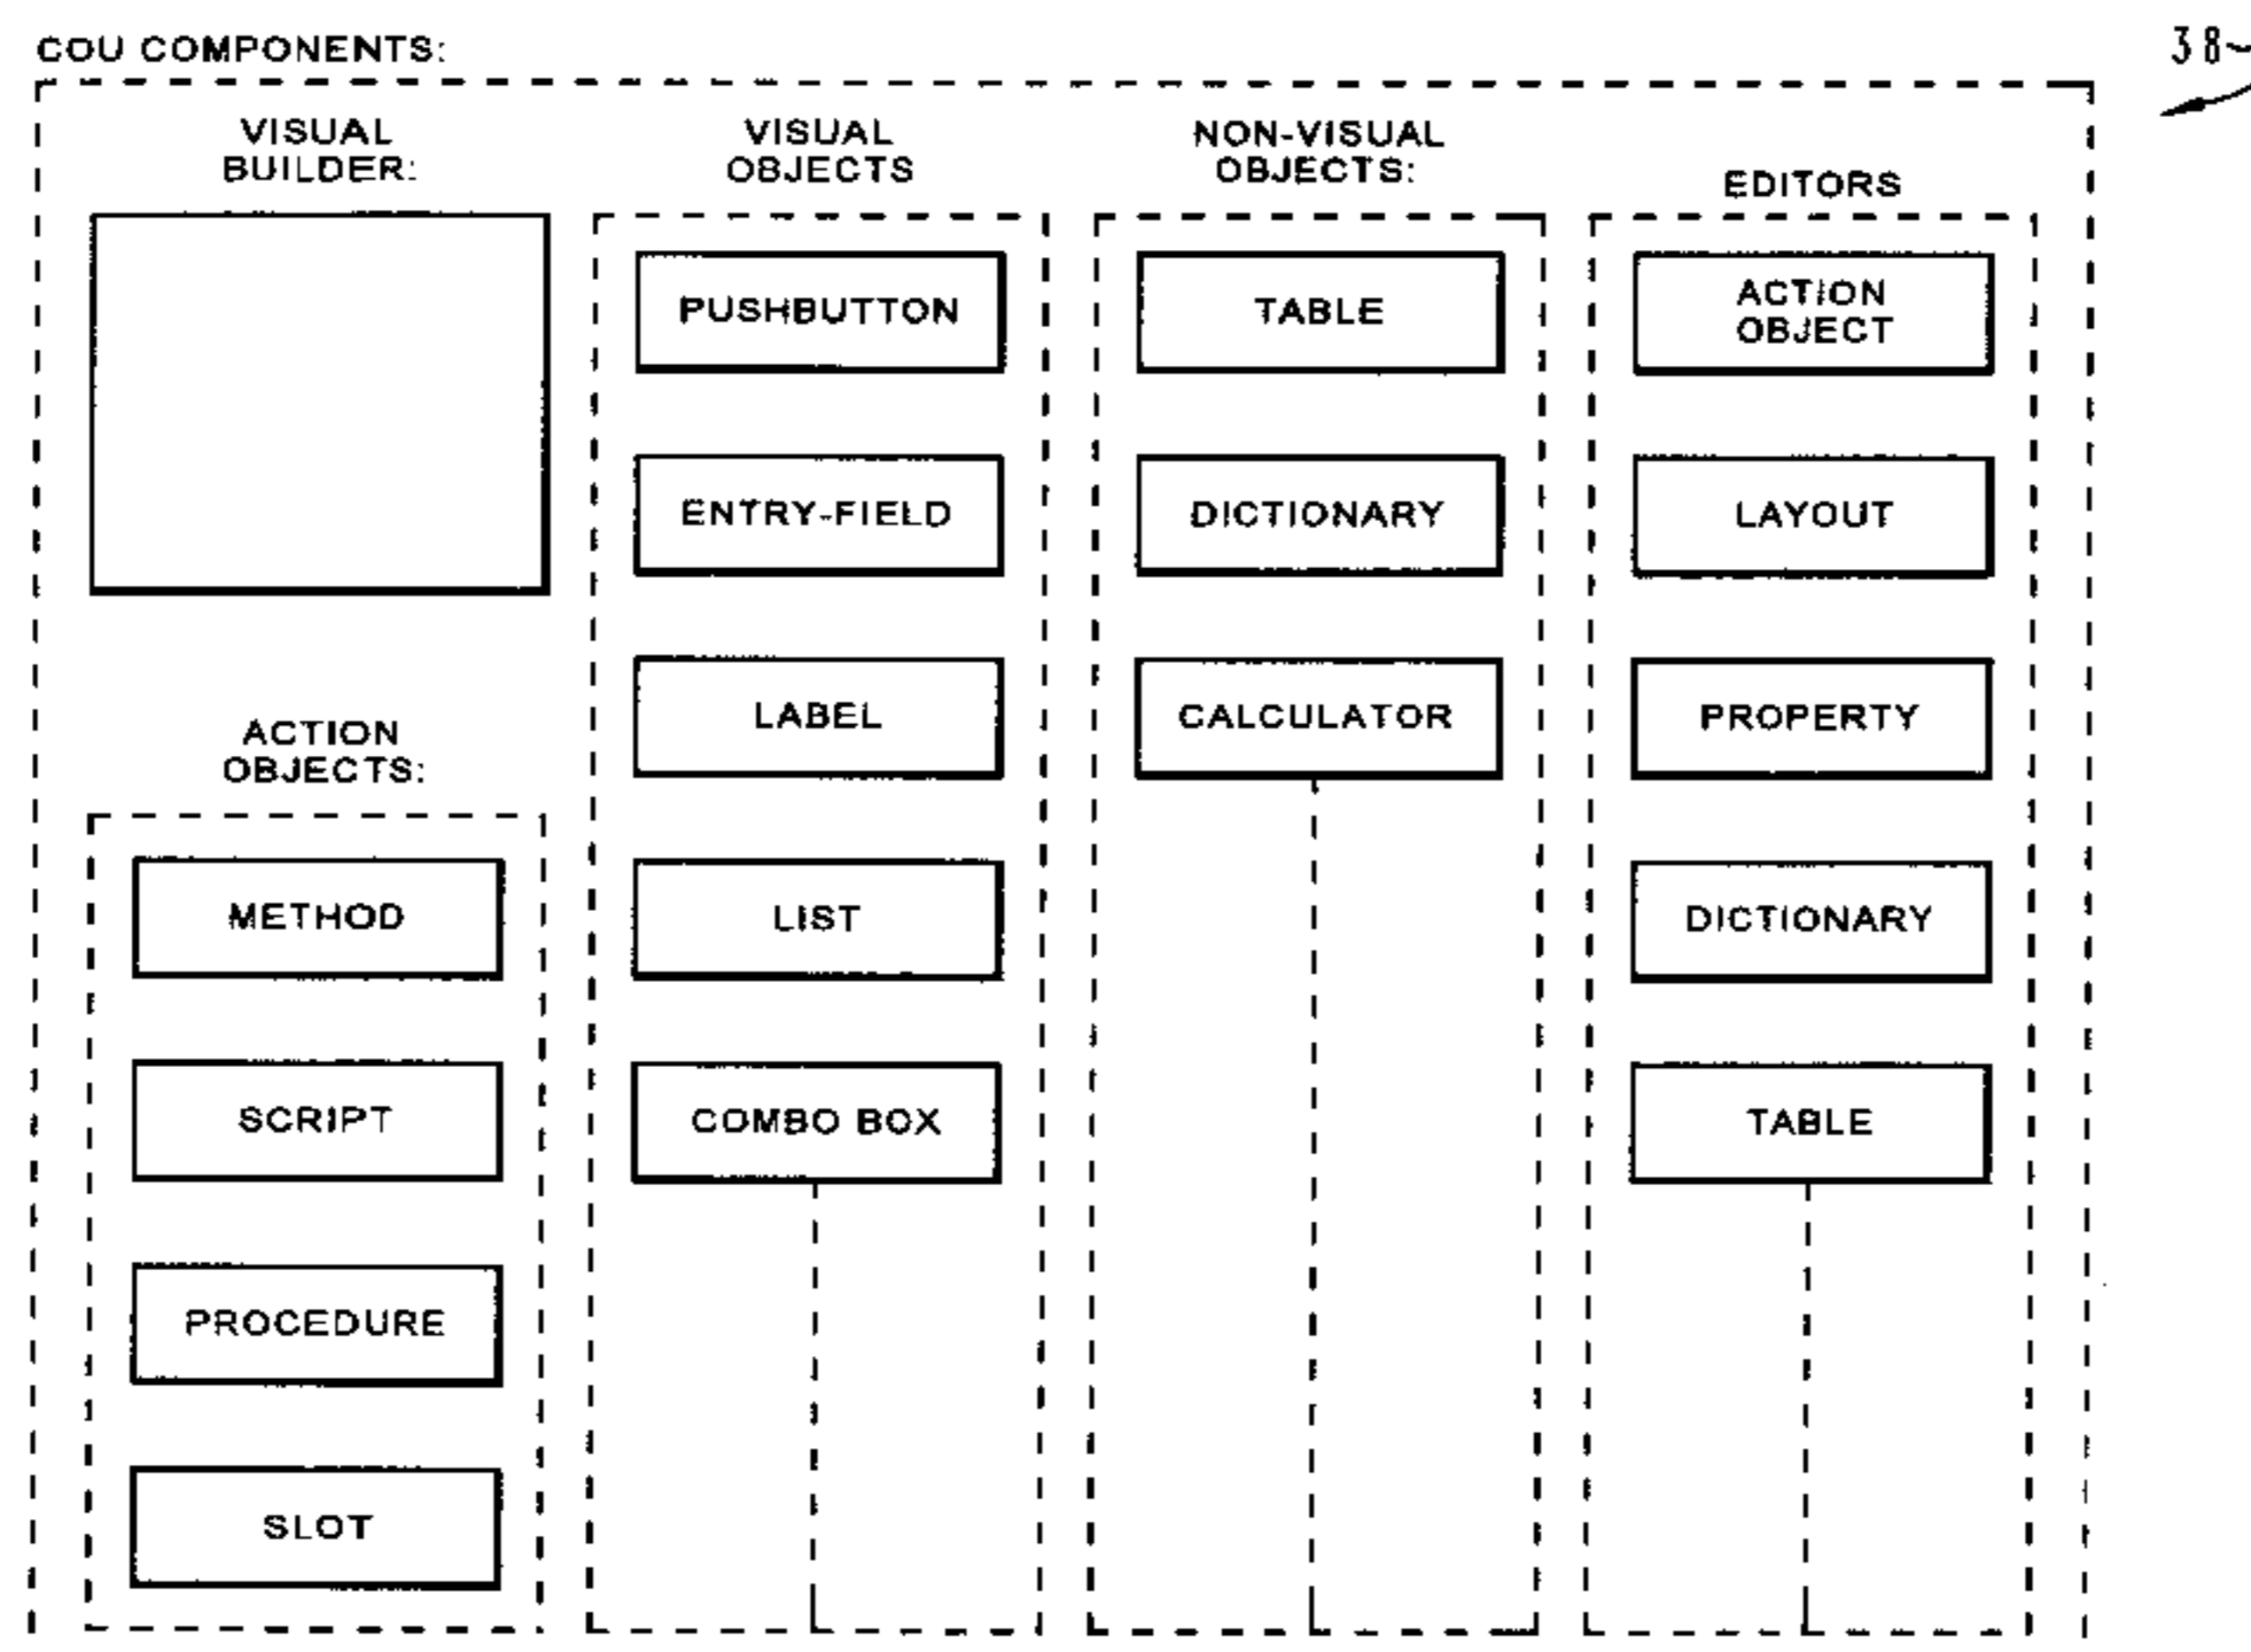 COU COMPONENTS:
38
VISUAL
BUILDER:
ACTION
OBJECTS:
METHOD
SCRIPT
PROCEDURE
SLOT
VISUAL
OBJECTS
PUSHBUTTON
ENTRY-FIELD
LABEL
LIST
COMBO BOX
NON-VISUAL
OBJECTS:
TABLE
DICTIONARY
CALCULATOR
EDITORS
ACTION
OBJECT
LAYOUT
PROPERTY
DICTIONARY
TABLE